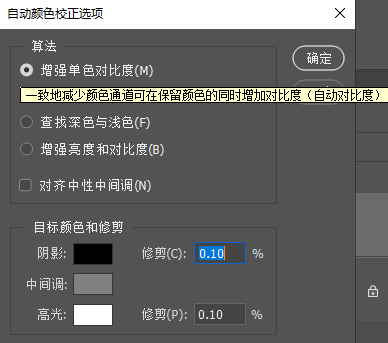 自动颜色校正选项
算法
确定
增强单色对比度(M)
一致地减少颜色通道可在保留颜色的同时增加对比度（自动对比度）
查找深色与浅色(F)
增强亮度和对比度(B)
对齐中性中间调(N)
目标颜色和修剪
阴影: 修剪(C): 0.10 %
中间调:
高光: 修剪(P): 0.10 %